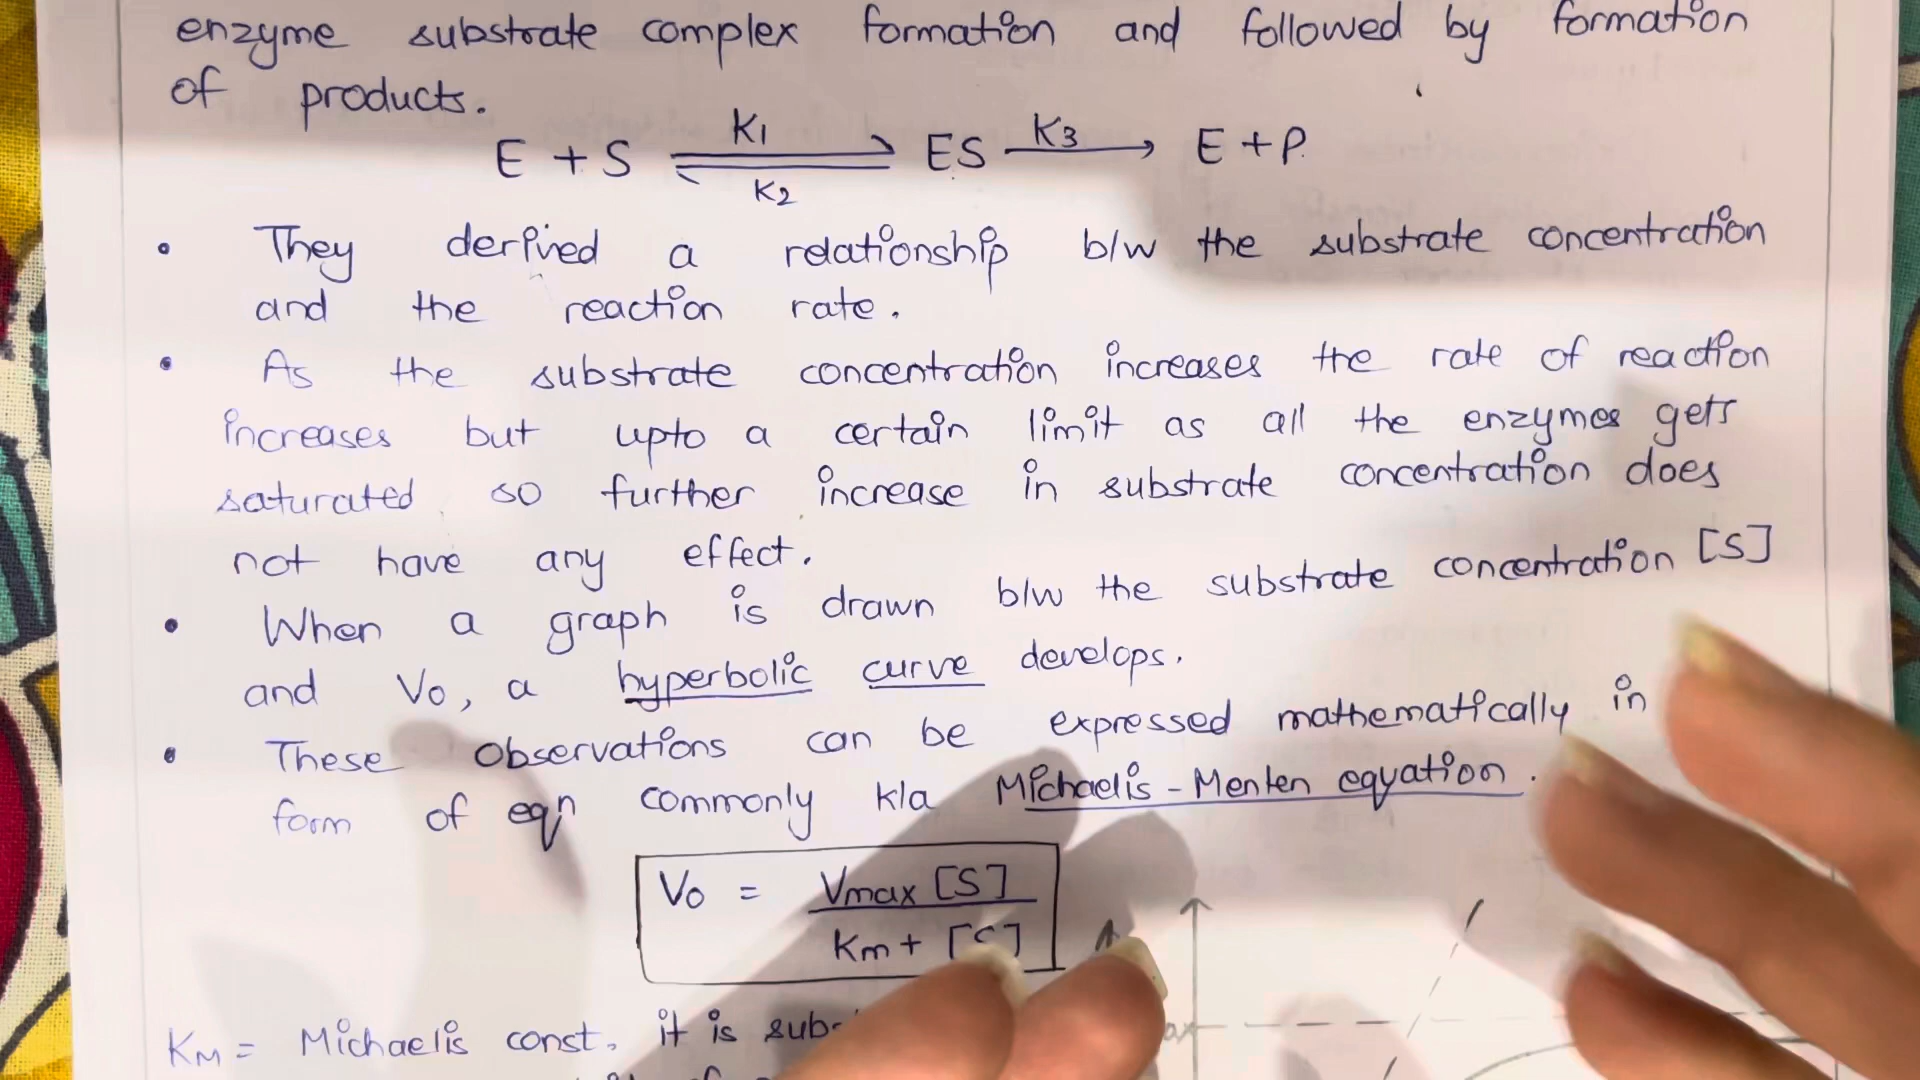 enzyme substrate complex formation and followed by formation
of products.
E + S ⇌ ES → E + P.
K1
K3
K2
• They derived a relationship b/w the substrate concentration
and the reaction rate.
• As the substrate concentration increases the rate of reaction
increases but upto a certain limit as all the enzymes gets
saturated so further increase in substrate concentration does
not have any effect.
• When a graph is drawn b/w the substrate concentration [S]
and Vo, a hyperbolic curve develops.
• These observations can be expressed mathematically in
form of eqn commonly k/a Michaelis-Menten eqyation.
Vo = Vmax [S]
Km + [S]
KM = Michaelis const. it is